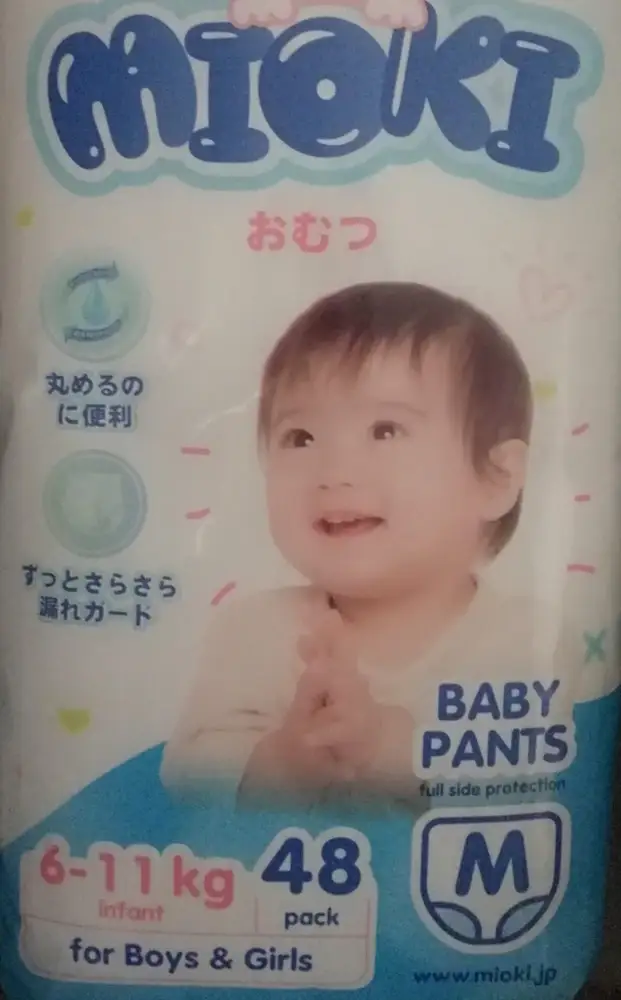 MIOKI
おむつ
丸めるの
に便利
ずっとさらさら
漏れガード
BABY
PANTS
full side protection
M
6-11kg
infant
48
pack
for Boys & Girls
www.mioki.jp